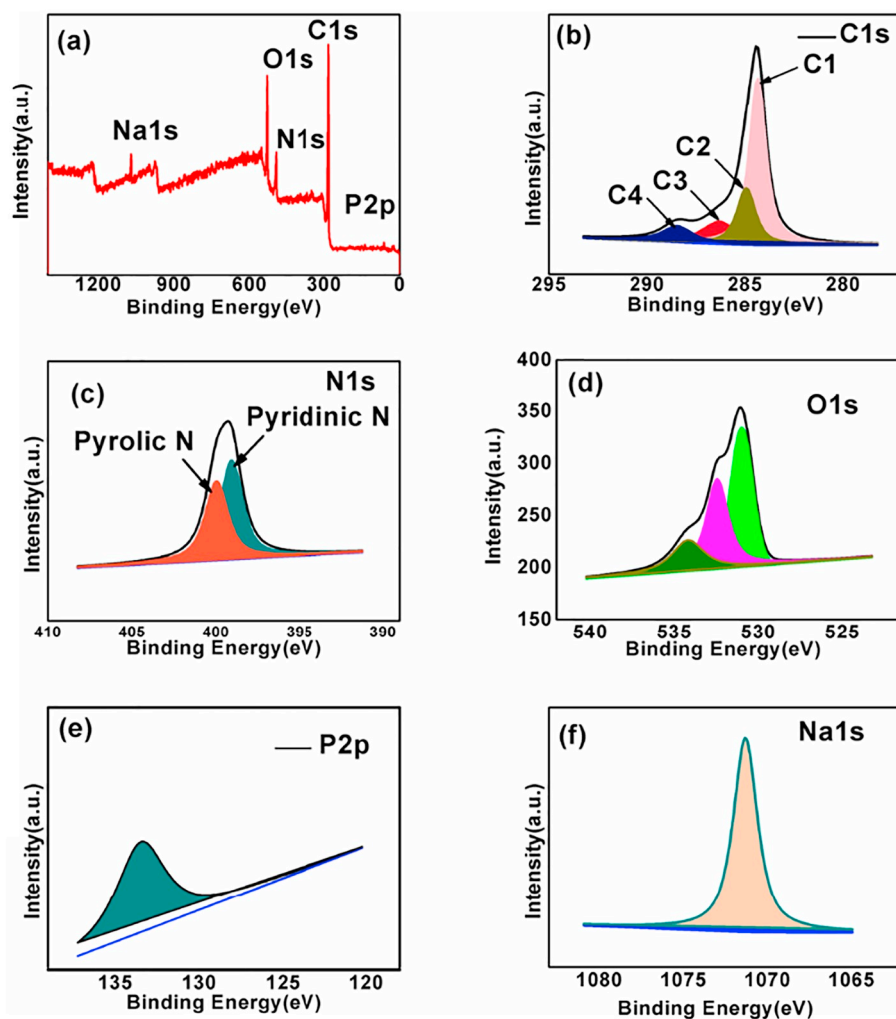 (a)
C1s
O1s
N1s
Na1s
P2p
Intensity(a.u.)
1200 900 600 300 0
Binding Energy(eV)
(b)
C1s
C1
C2
C3
C4
Intensity(a.u.)
295 290 285 280
Binding Energy(eV)
(c)
N1s
Pyridinic N
Pyrolic N
Intensity(a.u.)
410 405 400 395 390
Binding Energy(eV)
(d)
O1s
400
350
300
250
200
150
Intensity(a.u.)
540 534 530 523
Binding Energy(eV)
(e)
P2p
Intensity(a.u.)
135 130 125 120
Binding Energy(eV)
(f)
Na1s
Intensity(a.u.)
1080 1075 1070 1065
Binding Energy(eV)